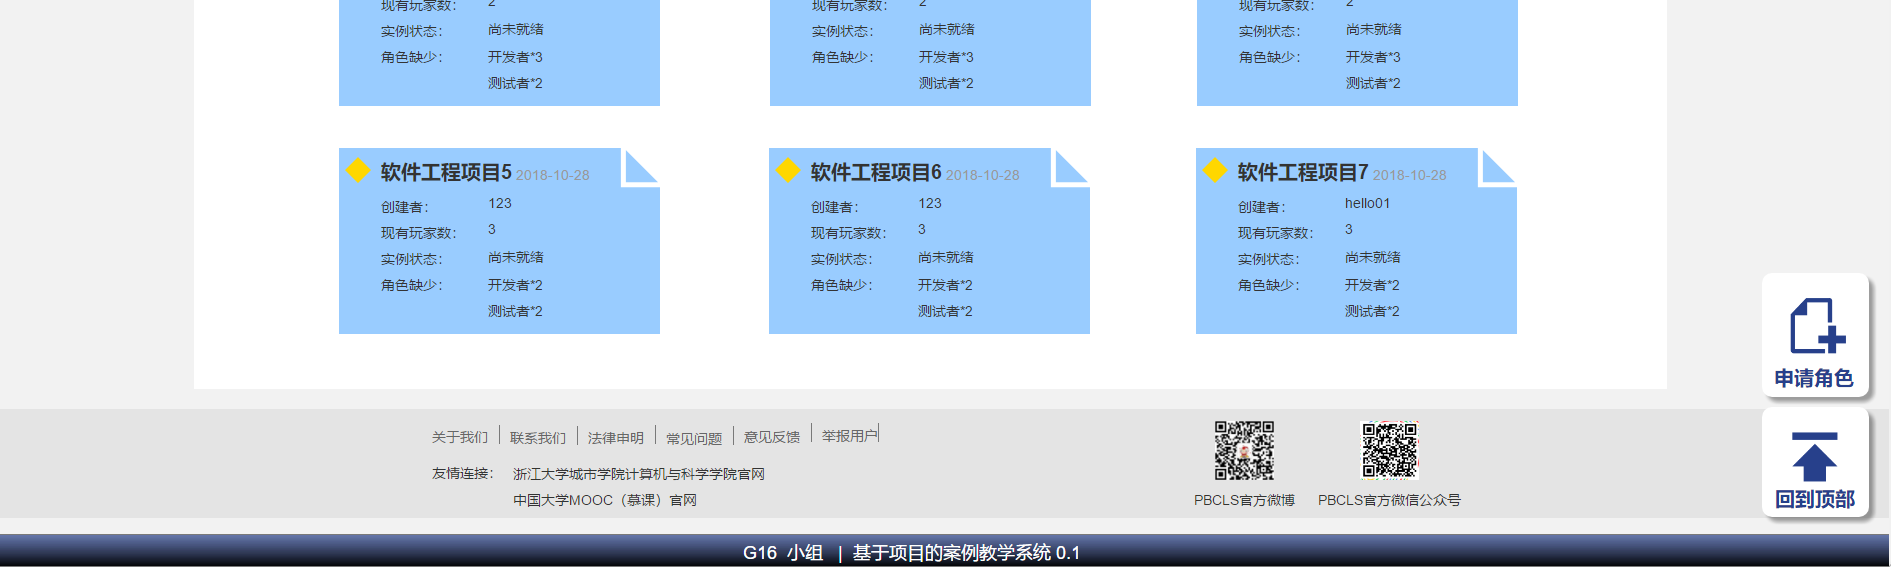 现有玩家数： 2
实例状态： 尚未就绪
角色缺少： 开发者*3
测试者*2
现有玩家数： 2
实例状态： 尚未就绪
角色缺少： 开发者*3
测试者*2
现有玩家数： 2
实例状态： 尚未就绪
角色缺少： 开发者*3
测试者*2
软件工程项目5 2018-10-28
创建者： 123
现有玩家数： 3
实例状态： 尚未就绪
角色缺少： 开发者*2
测试者*2
软件工程项目6 2018-10-28
创建者： 123
现有玩家数： 3
实例状态： 尚未就绪
角色缺少： 开发者*2
测试者*2
软件工程项目7 2018-10-28
创建者： hello01
现有玩家数： 3
实例状态： 尚未就绪
角色缺少： 开发者*2
测试者*2
申请角色
回到顶部
关于我们 联系我们 法律申明 常见问题 意见反馈 举报用户
友情连接： 浙江大学城市学院计算机与科学学院官网
中国大学MOOC（慕课）官网
PBCLS官方微博 PBCLS官方微信公众号
G16 小组 | 基于项目的案例教学系统 0.1